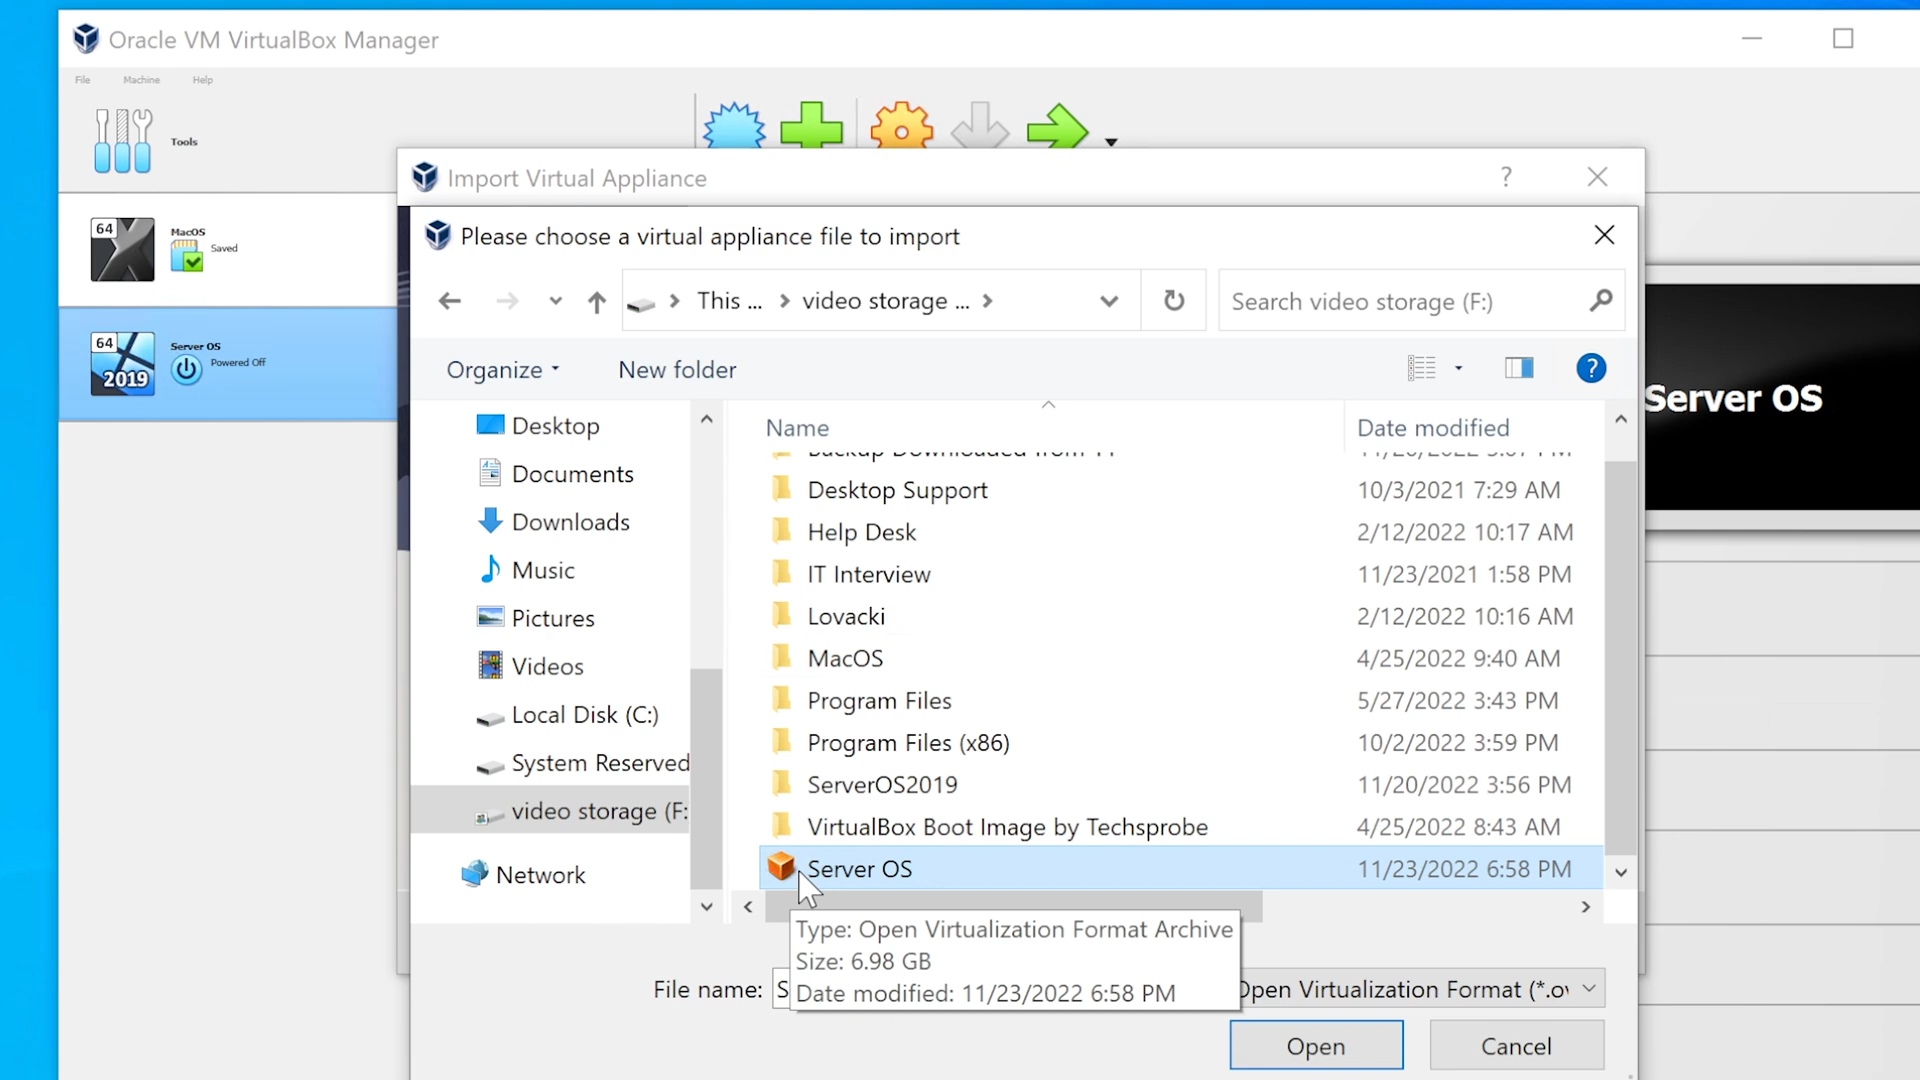 Oracle VM VirtualBox Manager
File Machine Help
Tools
64
MacOS
Saved
64
2019
Server OS
Powered Off
Import Virtual Appliance ?
Please choose a virtual appliance file to import
This ... video storage ...
Search video storage (F:)
Organize New folder ?
Server OS
Desktop
Documents
Downloads
Music
Pictures
Videos
Local Disk (C:)
System Reserved
video storage (F:
Network
Name Date modified
Desktop Support 10/3/2021 7:29 AM
Help Desk 2/12/2022 10:17 AM
IT Interview 11/23/2021 1:58 PM
Lovacki 2/12/2022 10:16 AM
MacOS 4/25/2022 9:40 AM
Program Files 5/27/2022 3:43 PM
Program Files (x86) 10/2/2022 3:59 PM
ServerOS2019 11/20/2022 3:56 PM
VirtualBox Boot Image by Techsprobe 4/25/2022 8:43 AM
Server OS 11/23/2022 6:58 PM
Type: Open Virtualization Format Archive
Size: 6.98 GB
Date modified: 11/23/2022 6:58 PM
File name: S
Open Virtualization Format (*.ov
Open Cancel